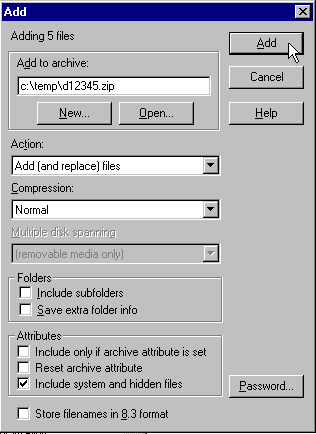 Add
Adding 5 files
Add
Add to archive:
c:\temp\d12345.zip
Cancel
New...
Open...
Help
Action:
Add (and replace) files
Compression:
Normal
Multiple disk spanning
(removable media only)
Folders
Include subfolders
Save extra folder info
Attributes
Include only if archive attribute is set
Reset archive attribute
Include system and hidden files
Password...
Store filenames in 8.3 format